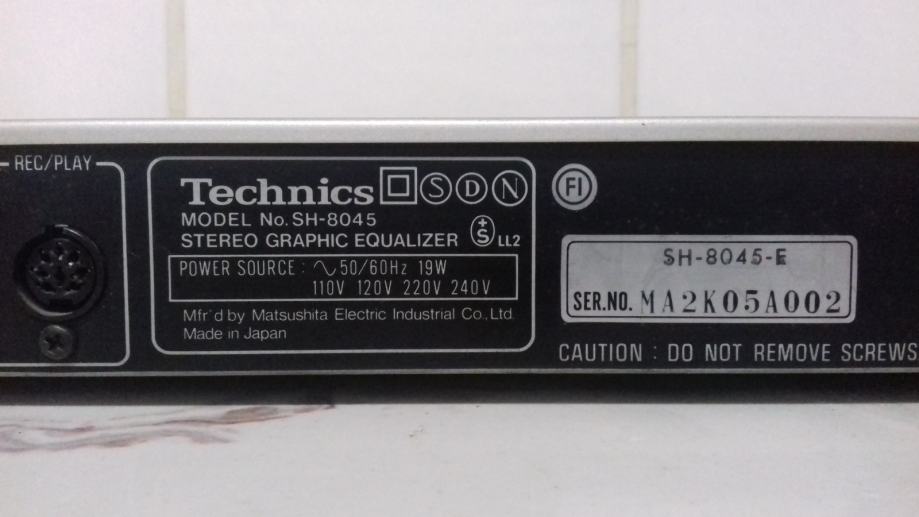 REC/PLAY
Technics S D N FI
MODEL No. SH-8045
STEREO GRAPHIC EQUALIZER +S LL2
POWER SOURCE : ∿50/60Hz 19W
110V 120V 220V 240V
Mfr'd by Matsushita Electric Industrial Co., Ltd.
Made in Japan
SH-8045-E
SER.NO. MA2K05A002
CAUTION : DO NOT REMOVE SCREWS